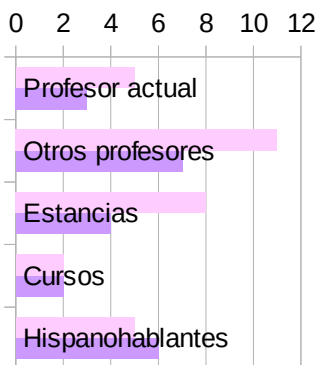 0 2 4 6 8 10 12
Profesor actual
Otros profesores
Estancias
Cursos
Hispanohablantes